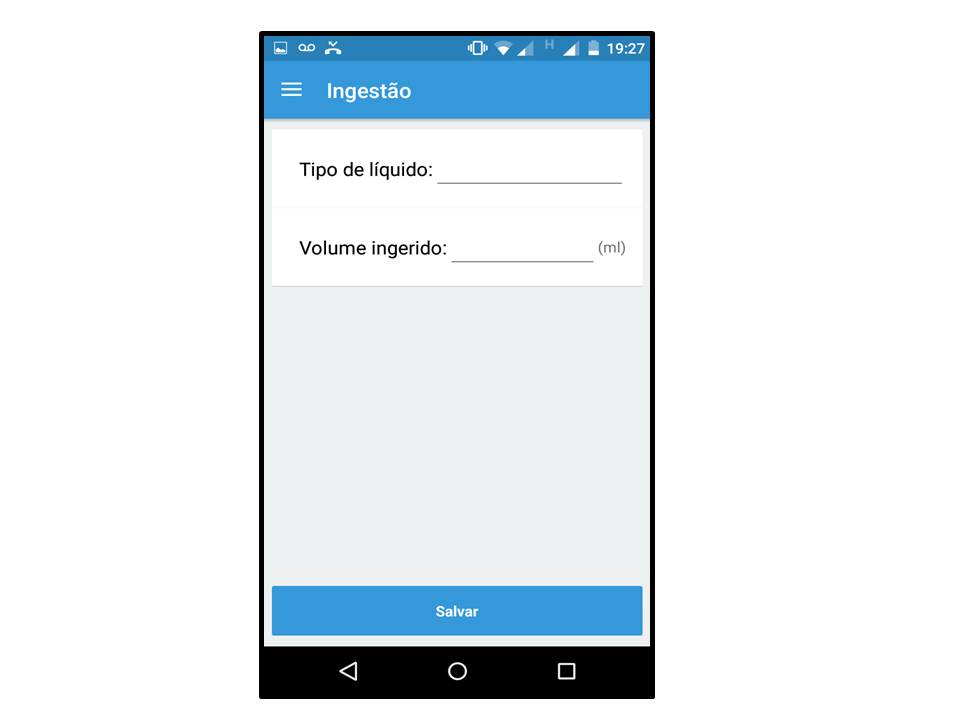 H 19:27
Ingestão
Tipo de líquido:
Volume ingerido: (ml)
Salvar